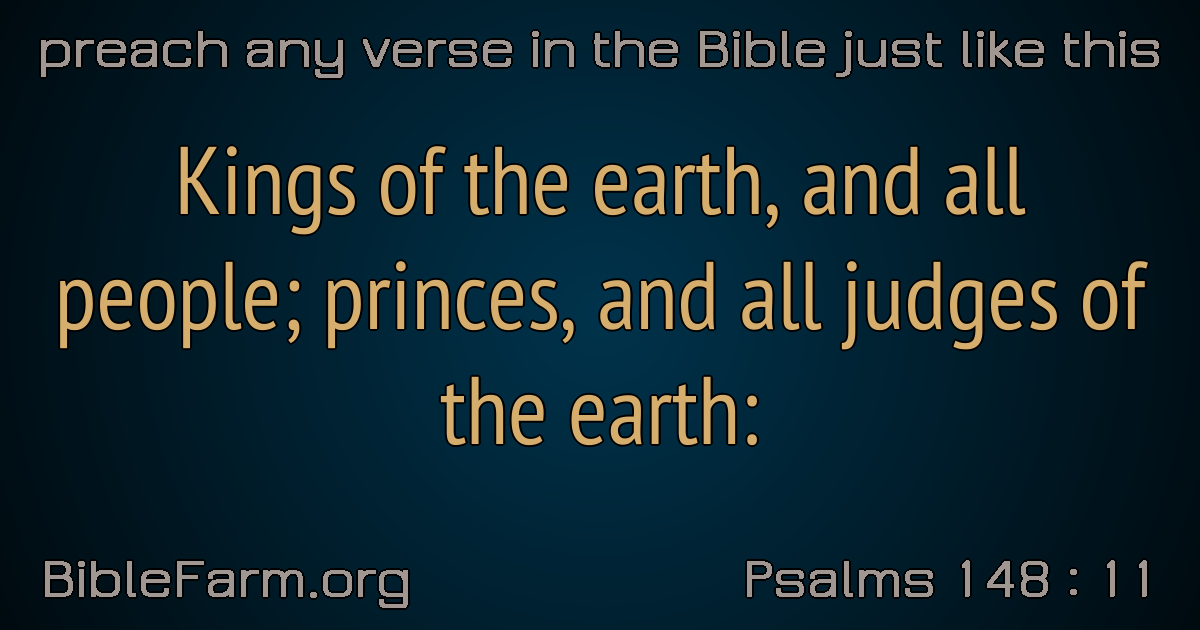 preach any verse in the Bible just like this
Kings of the earth, and all
people; princes, and all judges of
the earth:
BibleFarm.org
Psalms 148 : 11